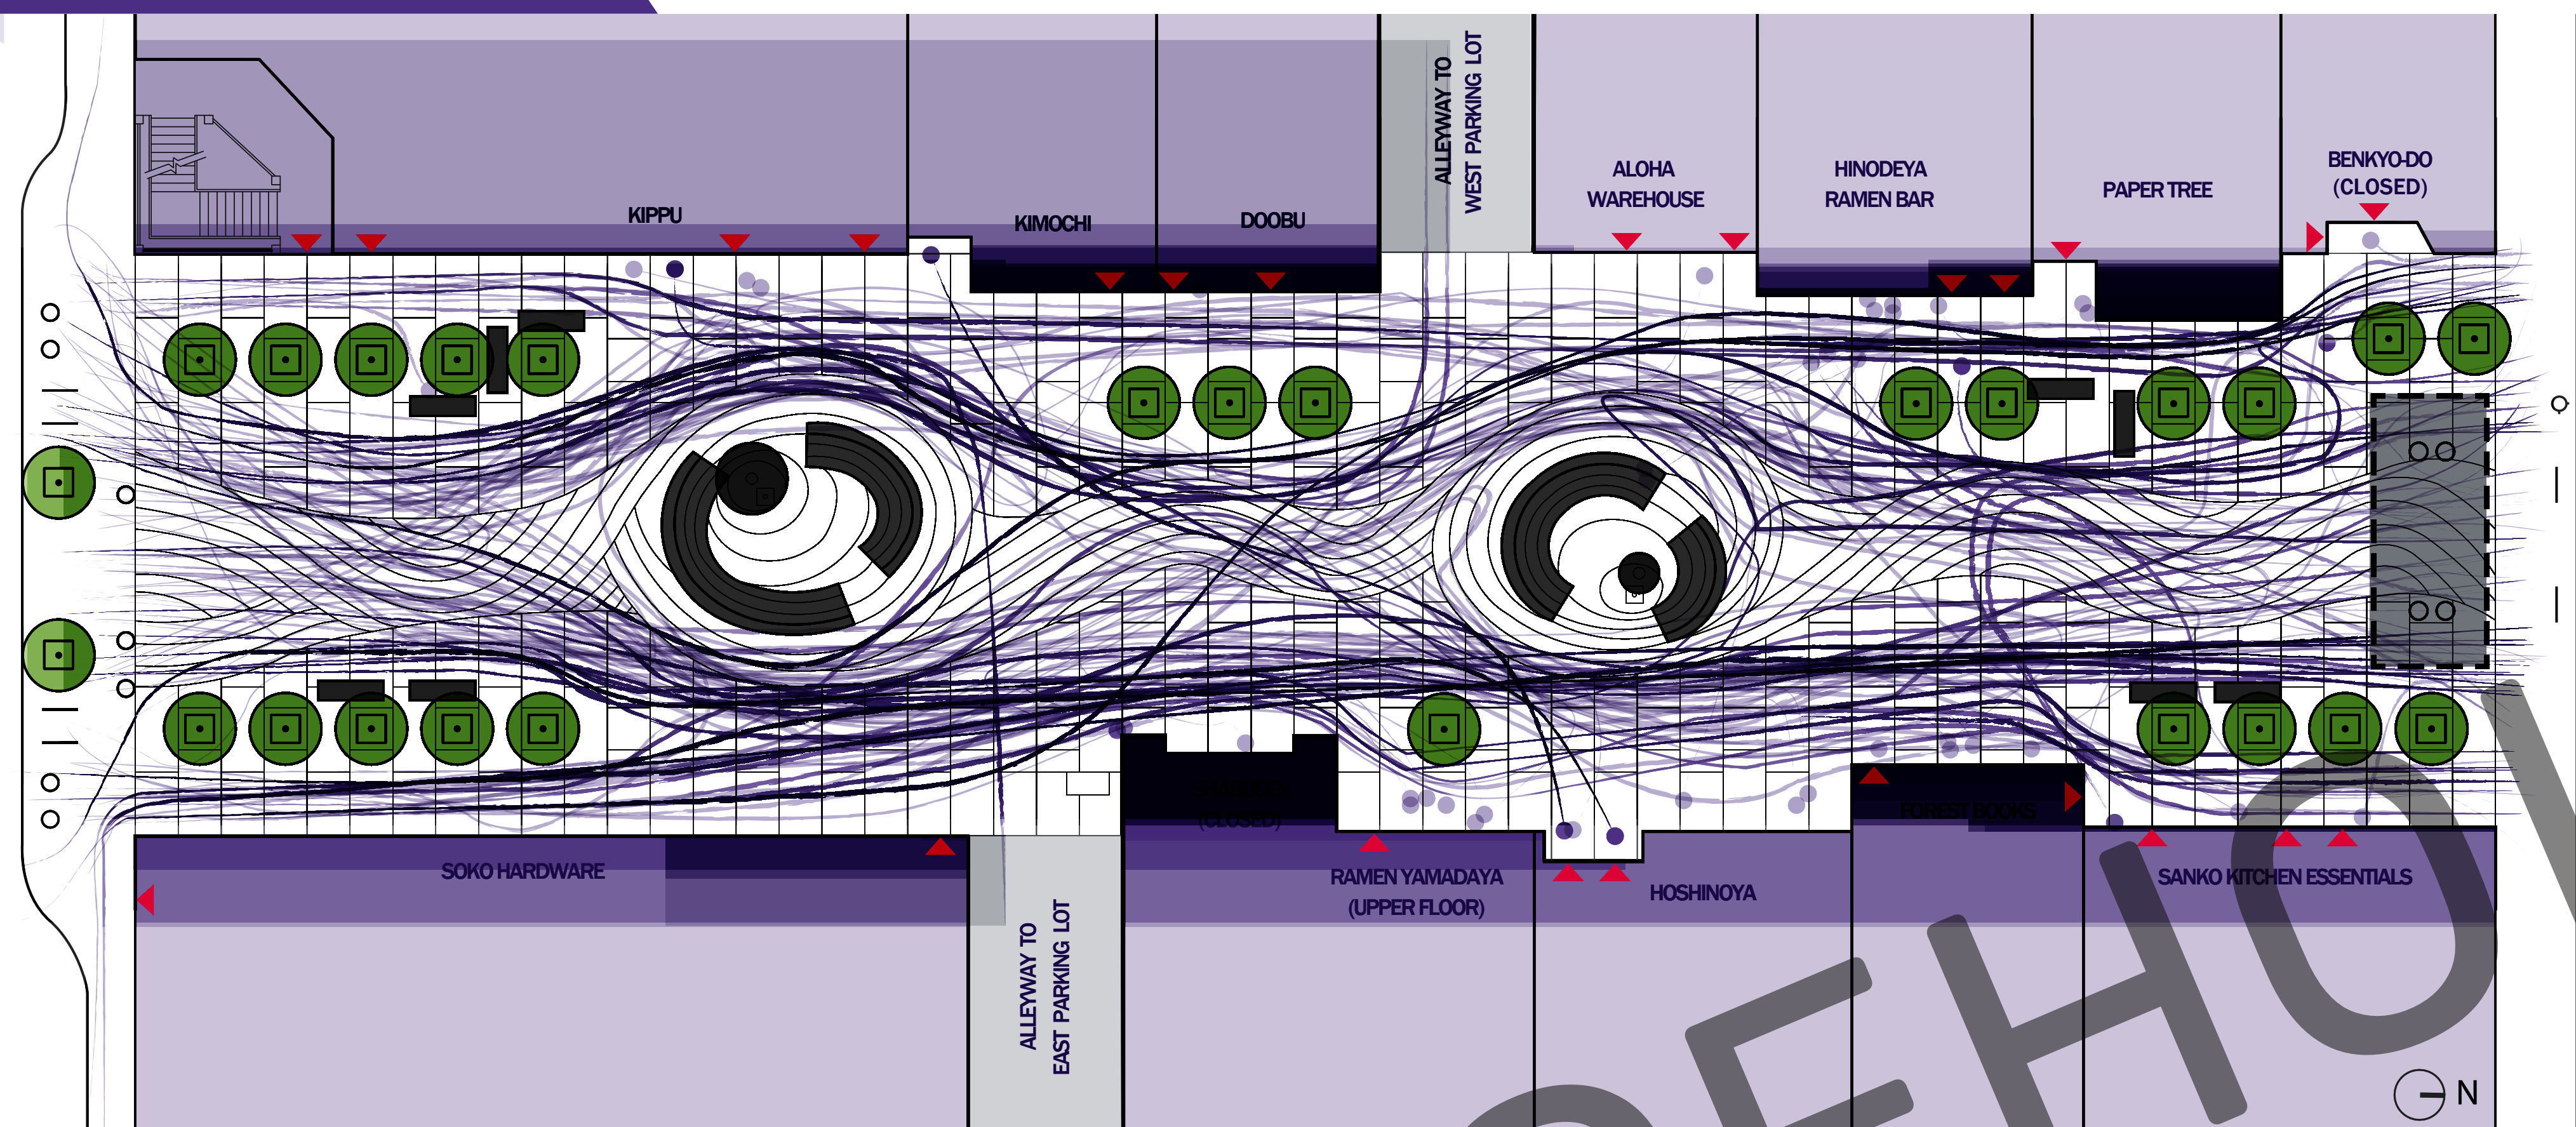 ALLEYWAY TO
WEST PARKING LOT
KIPPU
KIMOCHI
DOOBU
ALOHA
WAREHOUSE
HINODEYA
RAMEN BAR
PAPER TREE
BENKYO-DO
(CLOSED)
SOKO HARDWARE
ALLEYWAY TO
EAST PARKING LOT
(CLOSED)
RAMEN YAMADAYA
(UPPER FLOOR)
HOSHINOYA
FOREST BOOKS
SANKO KITCHEN ESSENTIALS
N